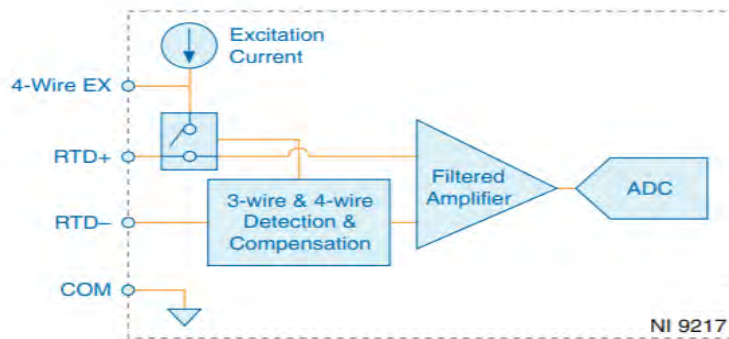 Excitation
Current
4-Wire EX
RTD+
RTD–
COM
3-wire & 4-wire
Detection &
Compensation
Filtered
Amplifier
ADC
NI 9217